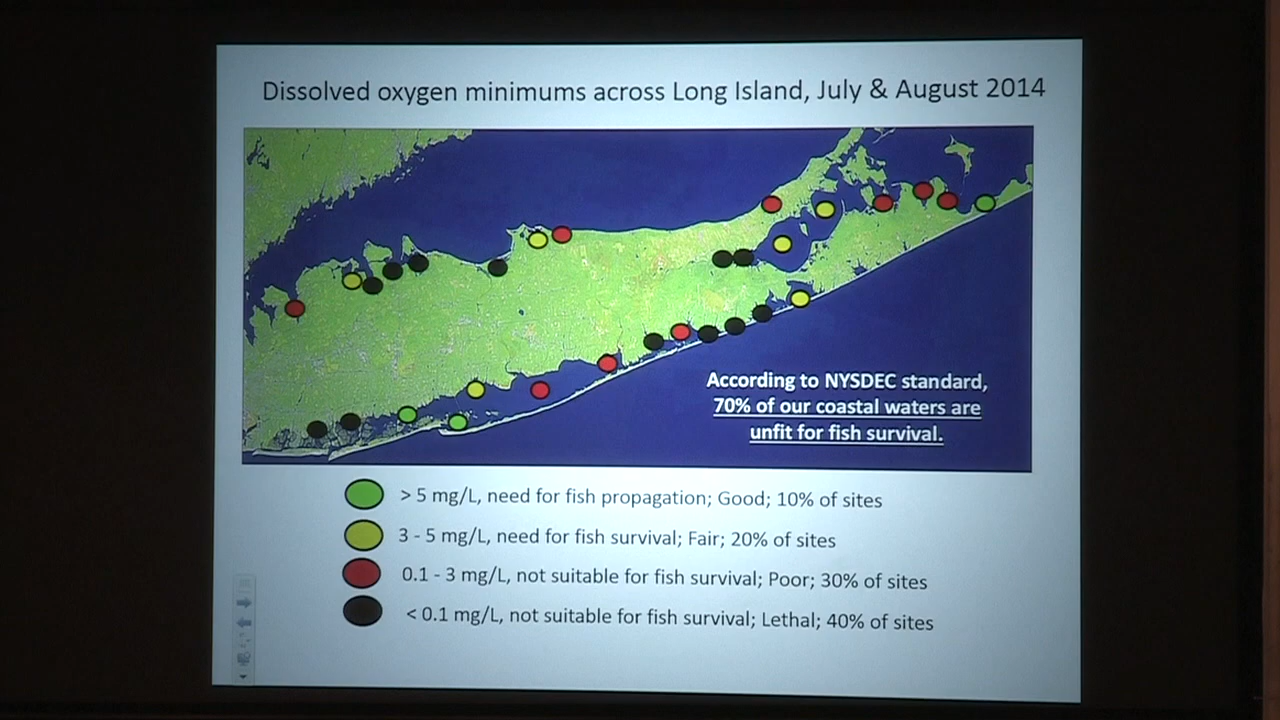 Dissolved oxygen minimums across Long Island, July & August 2014
According to NYSDEC standard,
70% of our coastal waters are
unfit for fish survival.
> 5 mg/L, need for fish propagation; Good; 10% of sites
3 - 5 mg/L, need for fish survival; Fair; 20% of sites
0.1 - 3 mg/L, not suitable for fish survival; Poor; 30% of sites
< 0.1 mg/L, not suitable for fish survival; Lethal; 40% of sites